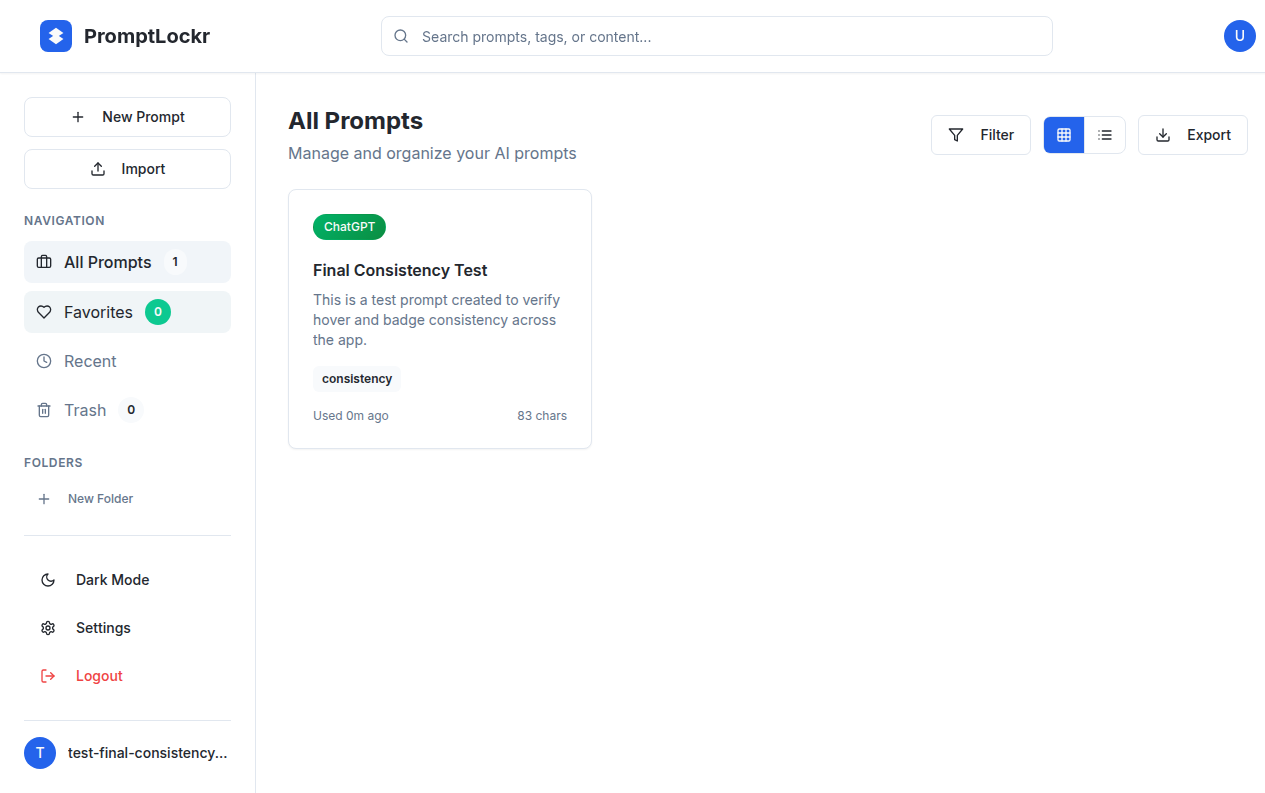 PromptLockr
Search prompts, tags, or content...
U
New Prompt
Import
NAVIGATION
All Prompts 1
Favorites 0
Recent
Trash 0
FOLDERS
New Folder
Dark Mode
Settings
Logout
T test-final-consistency...
All Prompts
Manage and organize your AI prompts
Filter
Export
ChatGPT
Final Consistency Test
This is a test prompt created to verify
hover and badge consistency across
the app.
consistency
Used 0m ago 83 chars